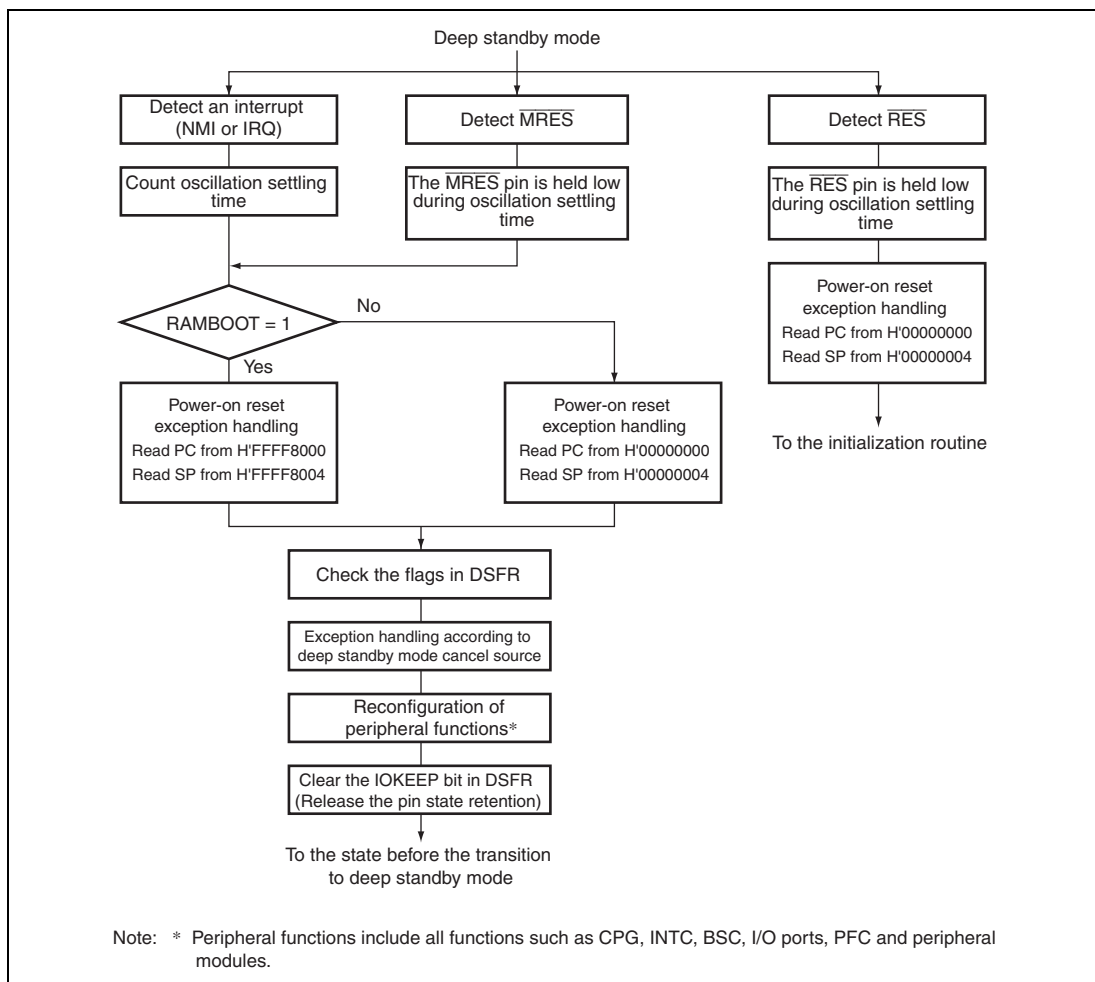 Deep standby mode
Detect an interrupt
(NMI or IRQ)
Detect MRES
Detect RES
Count oscillation settling
time
The MRES pin is held low
during oscillation settling
time
The RES pin is held low
during oscillation settling
time
RAMBOOT = 1
No
Yes
Power-on reset
exception handling
Read PC from H'00000000
Read SP from H'00000004
To the initialization routine
Power-on reset
exception handling
Read PC from H'FFFF8000
Read SP from H'FFFF8004
Power-on reset
exception handling
Read PC from H'00000000
Read SP from H'00000004
Check the flags in DSFR
Exception handling according to
deep standby mode cancel source
Reconfiguration of
peripheral functions*
Clear the IOKEEP bit in DSFR
(Release the pin state retention)
To the state before the transition
to deep standby mode
Note: * Peripheral functions include all functions such as CPG, INTC, BSC, I/O ports, PFC and peripheral
modules.